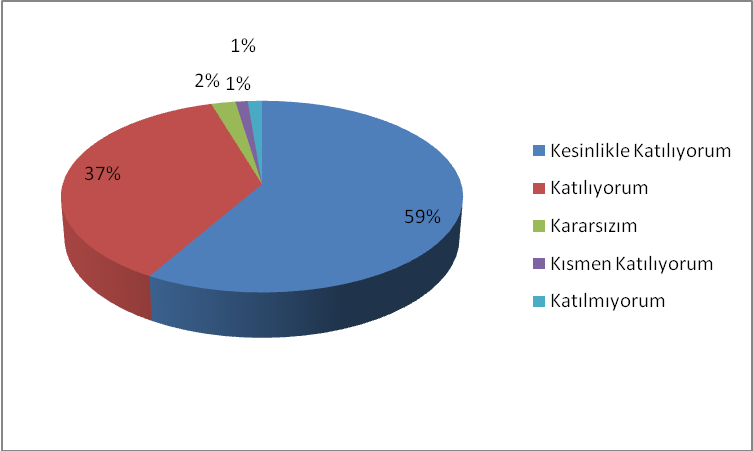 1%
2%
1%
37%
59%
Kesinlikle Katılıyorum
Katılıyorum
Kararsızım
Kısmen Katılıyorum
Katılmıyorum